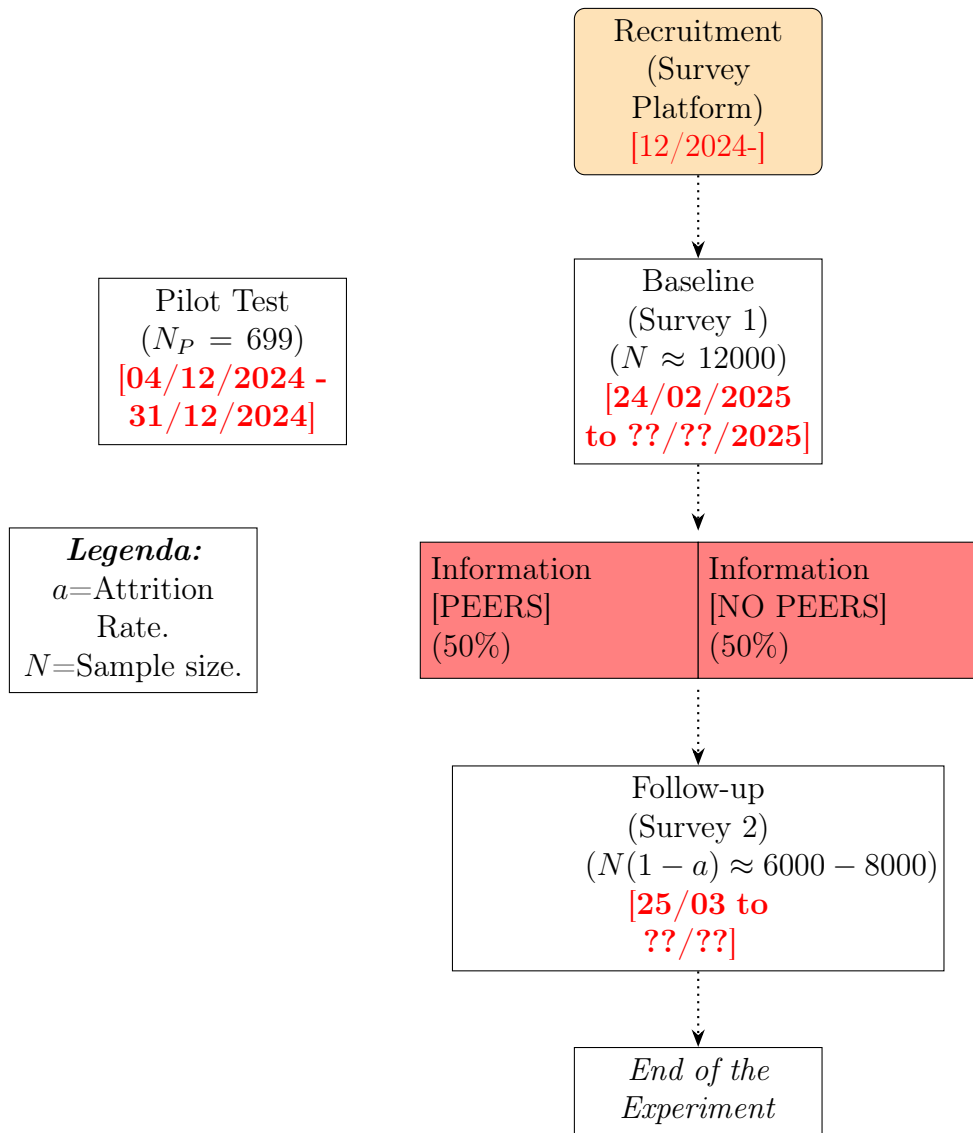 Recruitment
(Survey
Platform)
[12/2024-]
Pilot Test
(N_P = 699)
[04/12/2024 -
31/12/2024]
Baseline
(Survey 1)
(N ≈ 12000)
[24/02/2025
to ??/??/2025]
Legenda:
a=Attrition
Rate.
N=Sample size.
Information
[PEERS]
(50%)
Information
[NO PEERS]
(50%)
Follow-up
(Survey 2)
(N(1 − a) ≈ 6000 − 8000)
[25/03 to
??/??]
End of the
Experiment